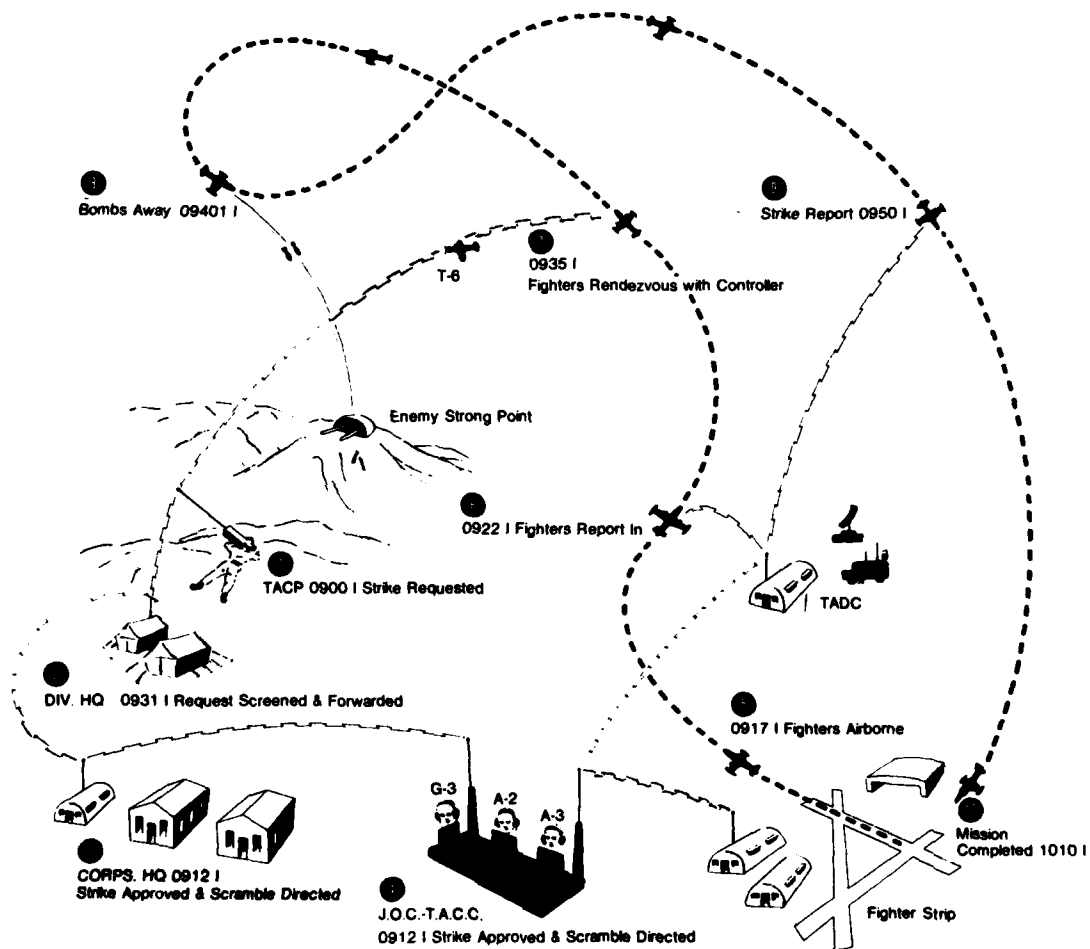 Bombs Away 09401 I
Strike Report 0950 I
T-6
0935 I
Fighters Rendezvous with Controller
Enemy Strong Point
0922 I Fighters Report In
TACP 0900 I Strike Requested
TADC
DIV. HQ 0931 I Request Screened & Forwarded
0917 I Fighters Airborne
G-3
A-2
A-3
Mission
Completed 1010 I
CORPS. HQ 0912 I
Strike Approved & Scramble Directed
J.O.C.-T.A.C.C.
0912 I Strike Approved & Scramble Directed
Fighter Strip